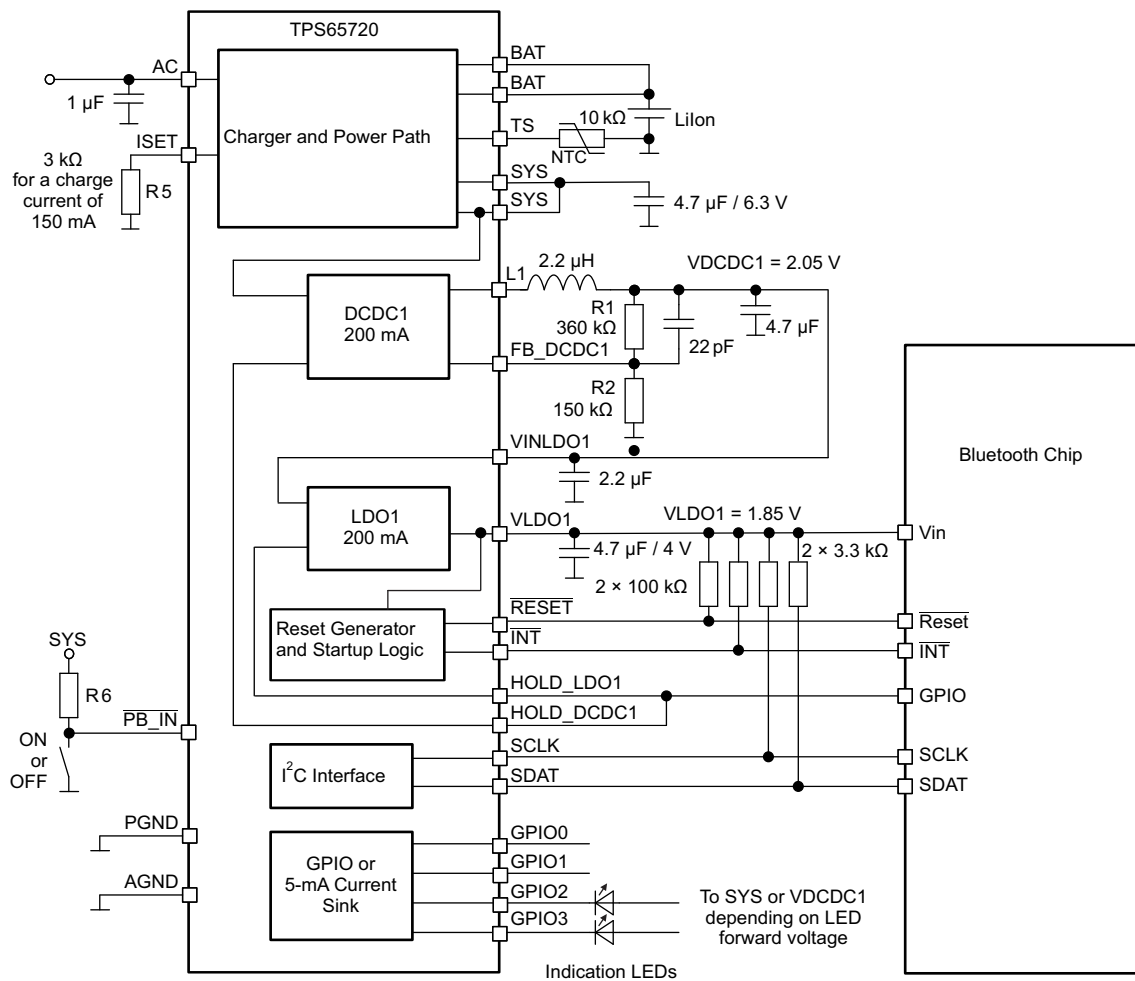 TPS65720
AC
1 µF
ISET
3 kΩ
for a charge
current of
150 mA
R5
Charger and Power Path
BAT
BAT
TS
10 kΩ
NTC
LiIon
SYS
SYS
4.7 µF / 6.3 V
L1
2.2 µH
VDCDC1 = 2.05 V
DCDC1
200 mA
R1
360 kΩ
22 pF
4.7 µF
FB_DCDC1
R2
150 kΩ
VINLDO1
2.2 µF
Bluetooth Chip
LDO1
200 mA
VLDO1
VLDO1 = 1.85 V
Vin
4.7 µF / 4 V
2 × 3.3 kΩ
2 × 100 kΩ
RESET
Reset
Reset Generator
and Startup Logic
INT
INT
SYS
R6
PB_IN
ON
or
OFF
HOLD_LDO1
GPIO
HOLD_DCDC1
I²C Interface
SCLK
SCLK
SDAT
SDAT
PGND
AGND
GPIO or
5-mA Current
Sink
GPIO0
GPIO1
GPIO2
GPIO3
To SYS or VDCDC1
depending on LED
forward voltage
Indication LEDs